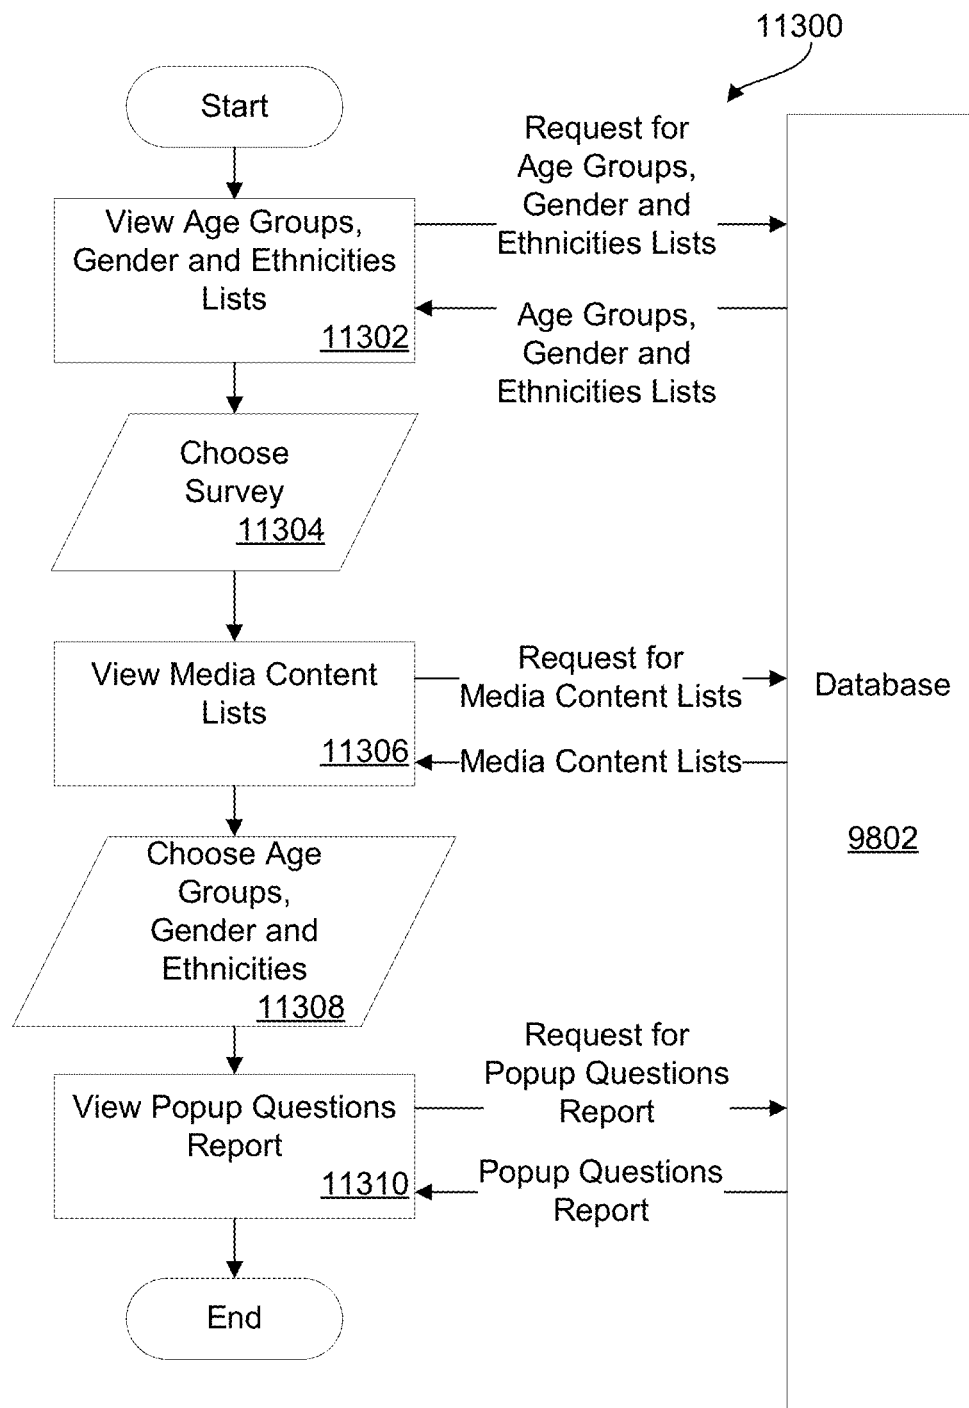 11300
Start
Request for
Age Groups,
Gender and
Ethnicities Lists
View Age Groups,
Gender and Ethnicities
Lists
11302
Age Groups,
Gender and
Ethnicities Lists
Choose
Survey
11304
View Media Content
Lists
11306
Request for
Media Content Lists
Media Content Lists
Database
9802
Choose Age
Groups,
Gender and
Ethnicities
11308
View Popup Questions
Report
11310
Request for
Popup Questions
Report
Popup Questions
Report
End